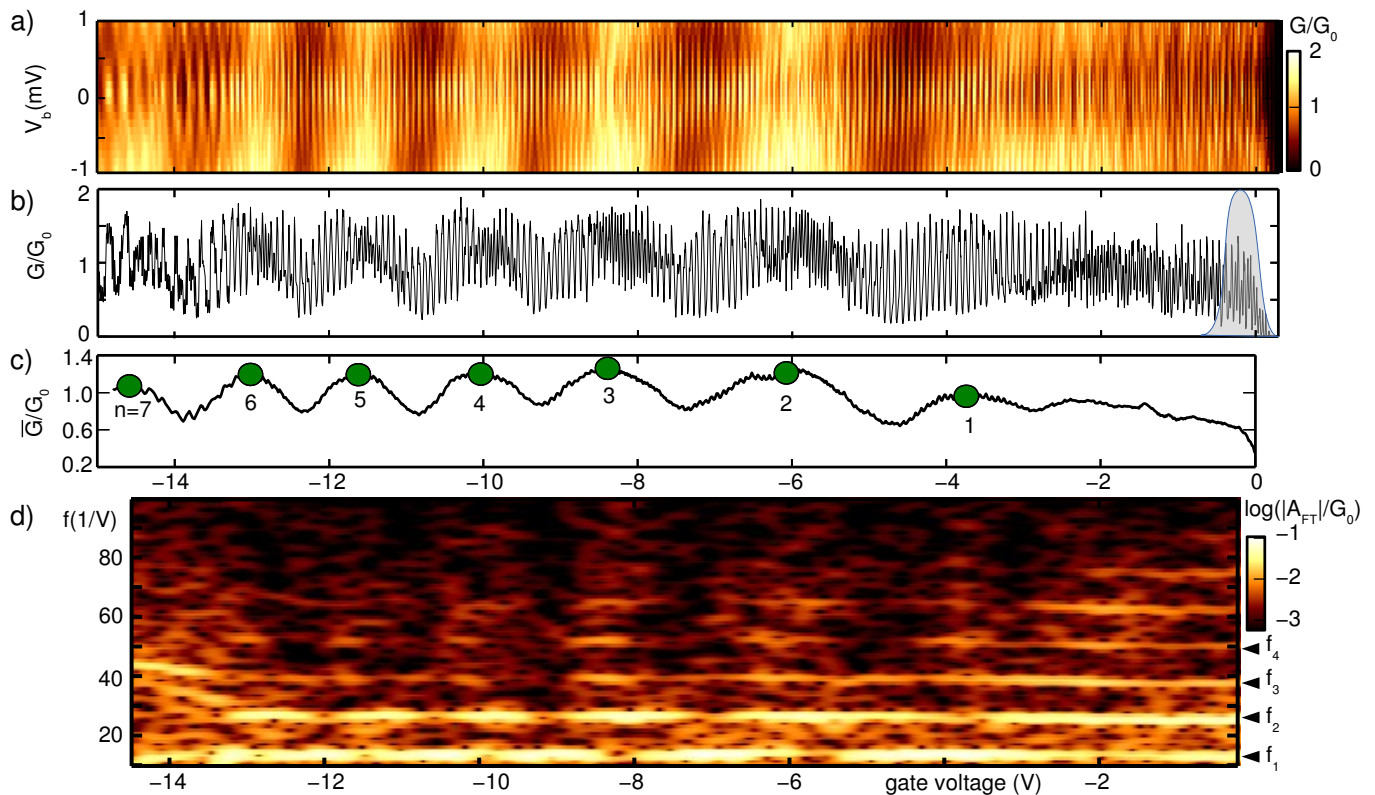 a)
1
0
-1
V_b(mV)
G/G_0
2
1
0
b)
2
1
0
G/G_0
c)
1.4
1.0
0.6
0.2
G̅/G_0
n=7
6
5
4
3
2
1
−14 −12 −10 −8 −6 −4 −2 0
d)
f(1/V)
80
60
40
20
log(|A_FT|/G_0)
−1
−2
−3
f_4
f_3
f_2
f_1
−14 −12 −10 −8 −6 gate voltage (V) −2